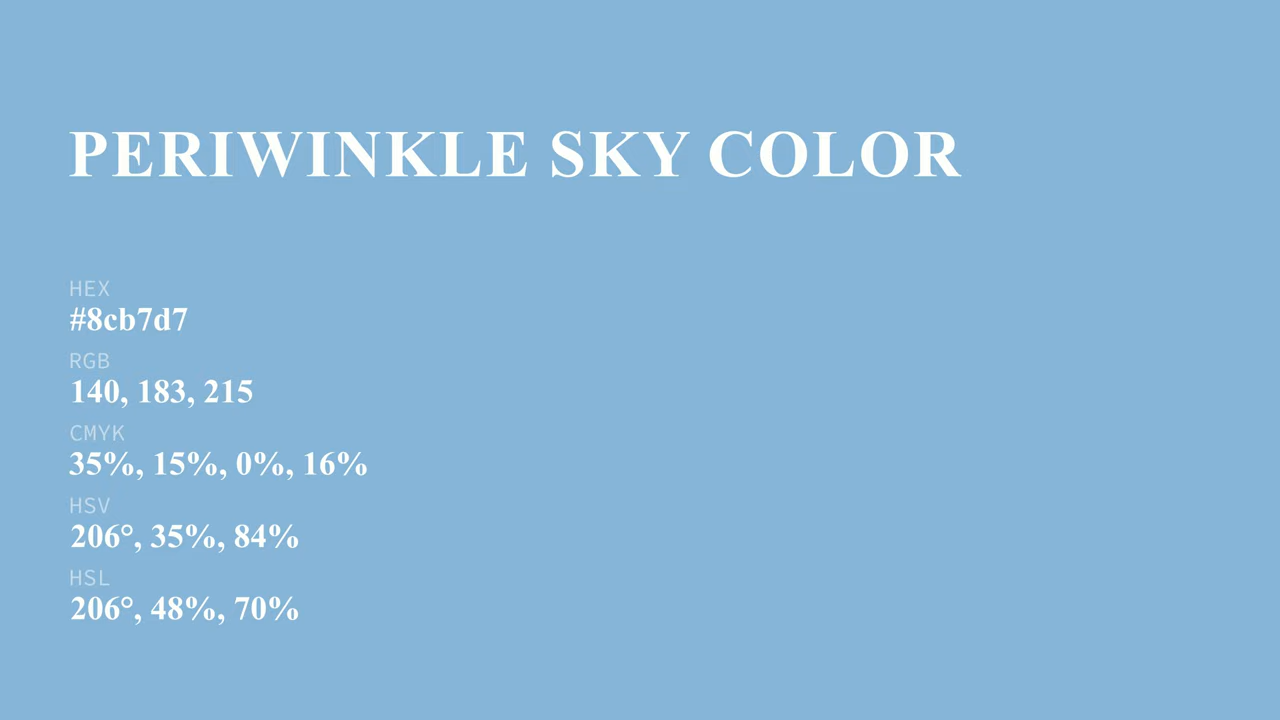 PERIWINKLE SKY COLOR
HEX
#8cb7d7
RGB
140, 183, 215
CMYK
35%, 15%, 0%, 16%
HSV
206°, 35%, 84%
HSL
206°, 48%, 70%